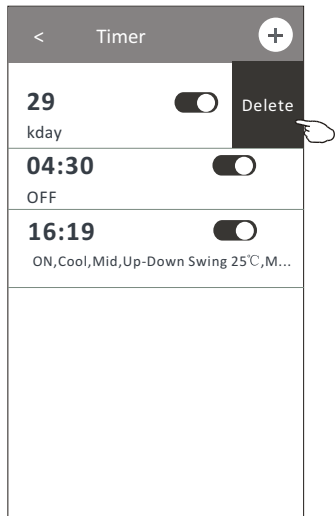 < Timer +
29
kday
Delete
04:30
OFF
16:19
ON,Cool,Mid,Up-Down Swing 25℃,M...